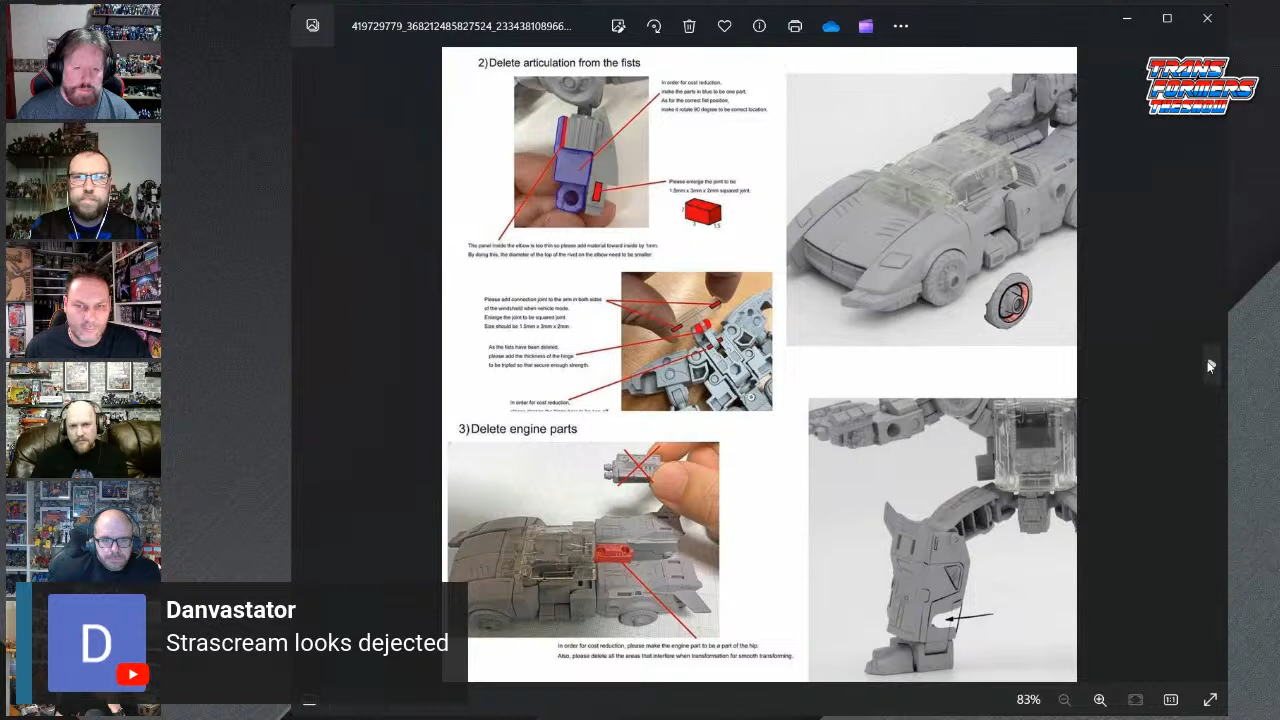 419729779_368212485827524_233438108966...
TRANS
FORMERS
TOSHOW
2)Delete articulation from the fists
In order for cost reduction,
make the parts in blue to be one part.
As for the correct fist position,
make it rotate 90 degree to be correct location.
Please enlarge the joint to be
1.5mm x 3mm x 2mm squared joint.
2
3
1.5
The panel inside the elbow is too thin so please add material toward inside by 1mm.
By doing this, the diameter of the top of the rivet on the elbow need to be smaller.
Please add connection joint to the arm in both sides
of the windshield when vehicle mode.
Enlarge the joint to be squared joint.
Size should be 1.5mm x 3mm x 2mm.
As the fists have been deleted,
please add the thickness of the hinge
to be tripled so that secure enough strength.
In order for cost reduction,
3)Delete engine parts
In order for cost reduction, please make the engine part to be a part of the hip.
Also, please delete all the areas that interfere when transformation for smooth transforming.
D
Danvastator
Strascream looks dejected
83%
1:1